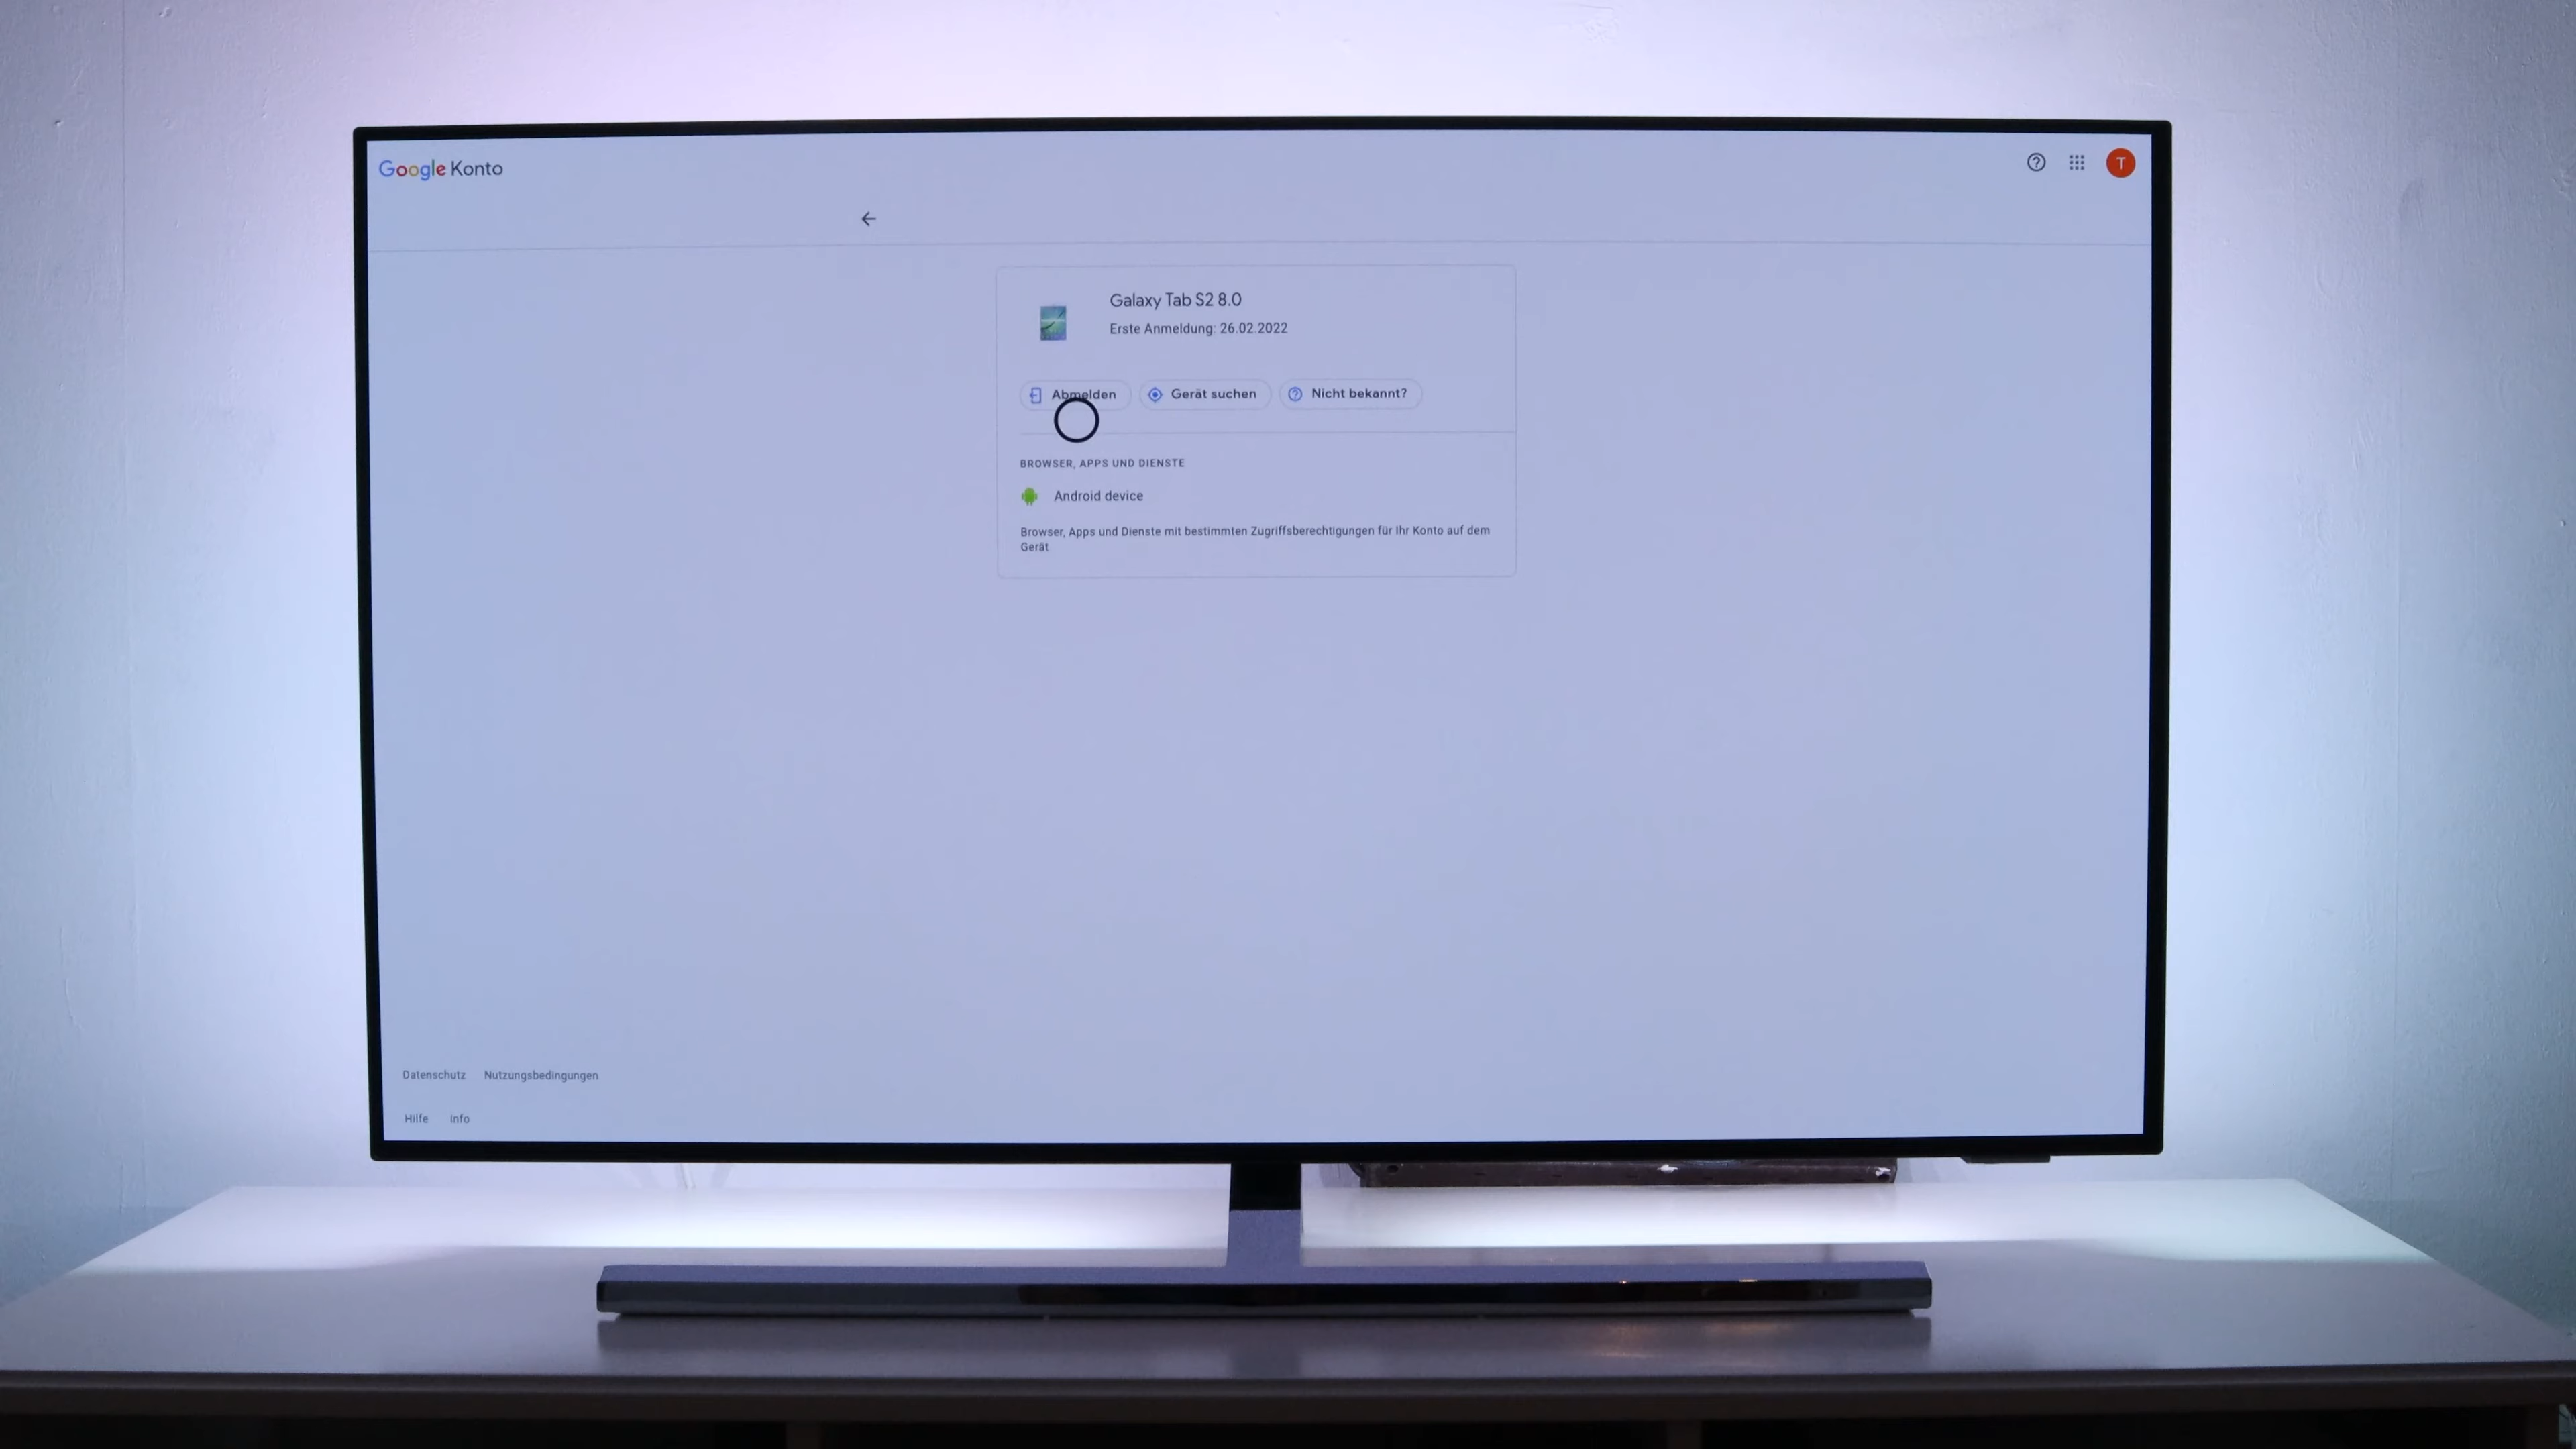 Google Konto
T
Galaxy Tab S2 8.0
Erste Anmeldung: 26.02.2022
Abmelden Gerät suchen Nicht bekannt?
BROWSER, APPS UND DIENSTE
Android device
Browser, Apps und Dienste mit bestimmten Zugriffsberechtigungen für Ihr Konto auf dem
Gerät
Datenschutz Nutzungsbedingungen
Hilfe Info